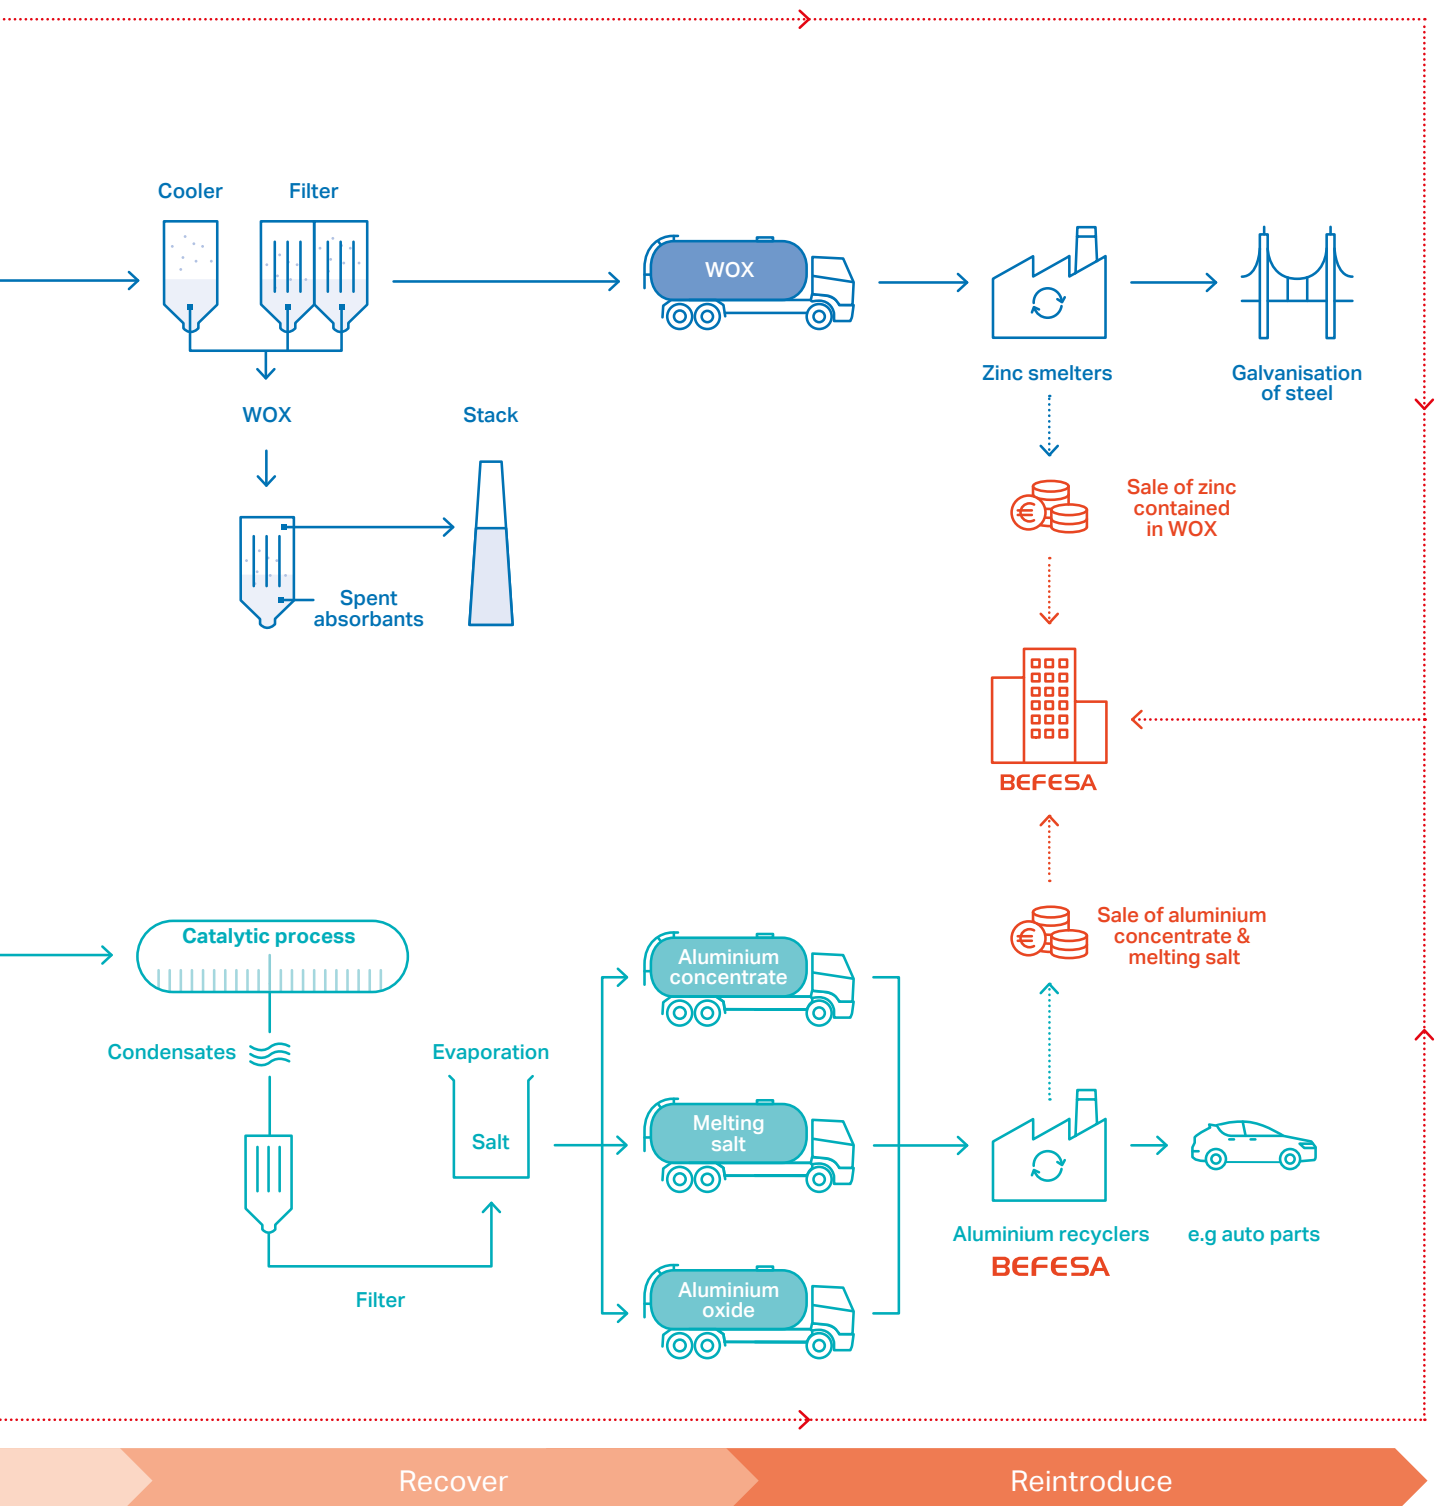 Cooler
Filter
WOX
WOX
Stack
Spent
absorbants
Zinc smelters
Galvanisation
of steel
Sale of zinc
contained
in WOX
BEFESA
Sale of aluminium
concentrate &
melting salt
Catalytic process
Condensates
Evaporation
Salt
Filter
Aluminium
concentrate
Melting
salt
Aluminium
oxide
Aluminium recyclers
BEFESA
e.g auto parts
Recover
Reintroduce